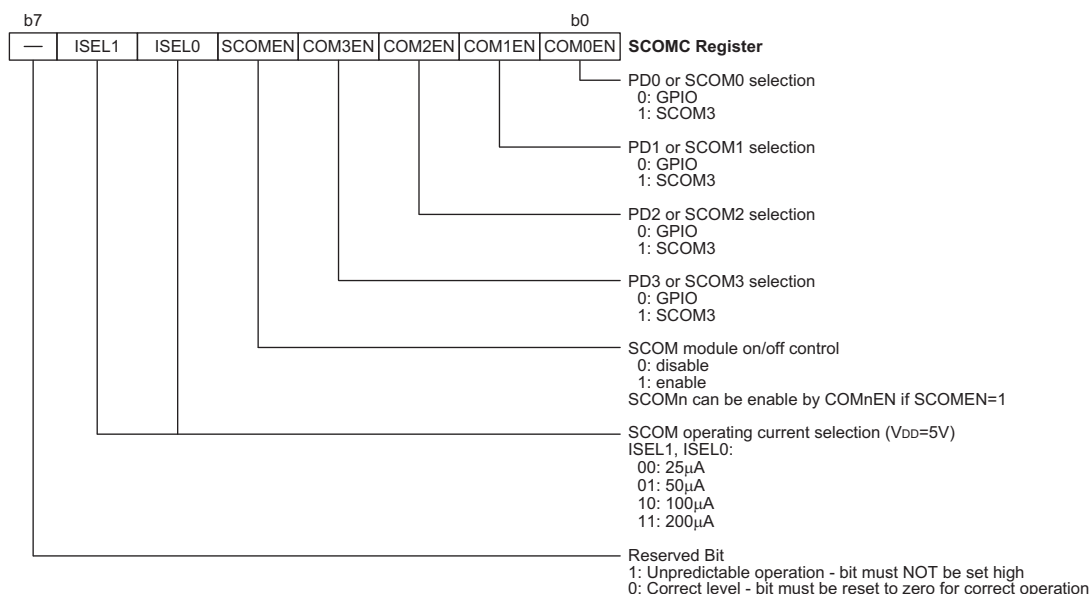 b7 b0
— ISEL1 ISEL0 SCOMEN COM3EN COM2EN COM1EN COM0EN SCOMC Register
PD0 or SCOM0 selection
0: GPIO
1: SCOM3
PD1 or SCOM1 selection
0: GPIO
1: SCOM3
PD2 or SCOM2 selection
0: GPIO
1: SCOM3
PD3 or SCOM3 selection
0: GPIO
1: SCOM3
SCOM module on/off control
0: disable
1: enable
SCOMn can be enable by COMnEN if SCOMEN=1
SCOM operating current selection (VDD=5V)
ISEL1, ISEL0:
00: 25μA
01: 50μA
10: 100μA
11: 200μA
Reserved Bit
1: Unpredictable operation - bit must NOT be set high
0: Correct level - bit must be reset to zero for correct operation